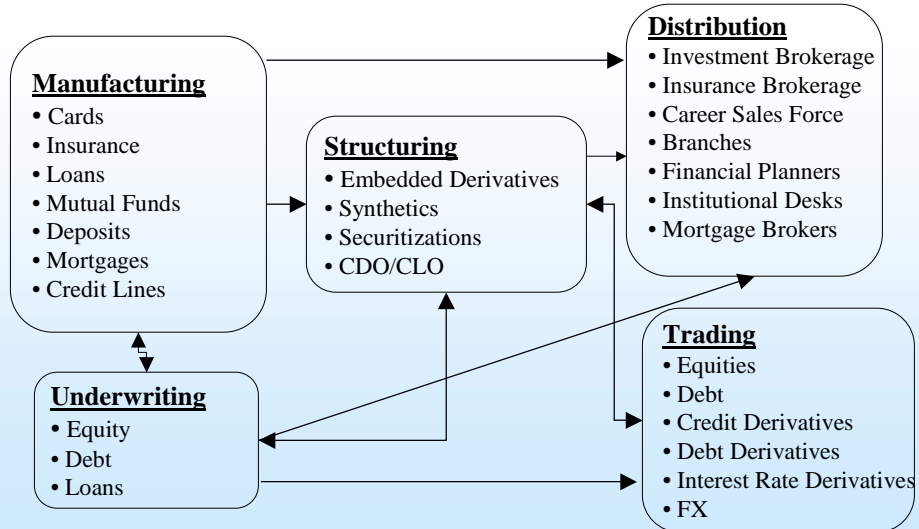 Manufacturing
• Cards
• Insurance
• Loans
• Mutual Funds
• Deposits
• Mortgages
• Credit Lines
Underwriting
• Equity
• Debt
• Loans
Structuring
• Embedded Derivatives
• Synthetics
• Securitizations
• CDO/CLO
Distribution
• Investment Brokerage
• Insurance Brokerage
• Career Sales Force
• Branches
• Financial Planners
• Institutional Desks
• Mortgage Brokers
Trading
• Equities
• Debt
• Credit Derivatives
• Debt Derivatives
• Interest Rate Derivatives
• FX